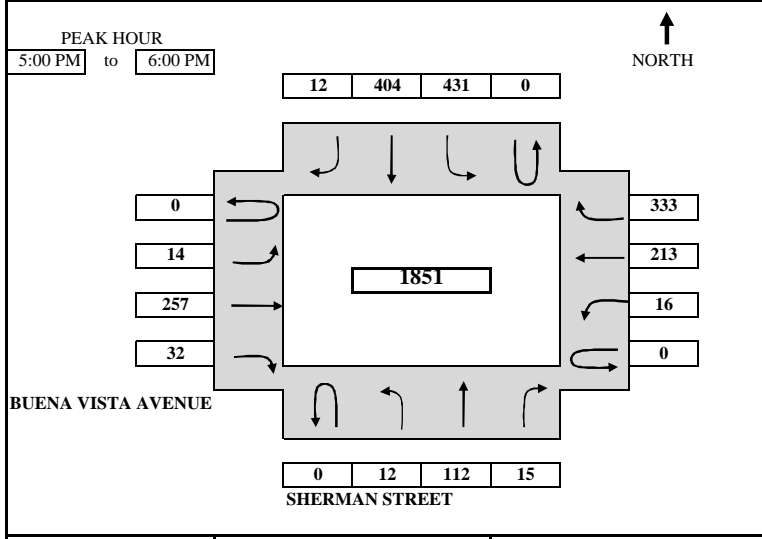 PEAK HOUR
5:00 PM to 6:00 PM
NORTH
12 404 431 0
0 333
14 213
1851
257 16
32 0
BUENA VISTA AVENUE
0 12 112 15
SHERMAN STREET